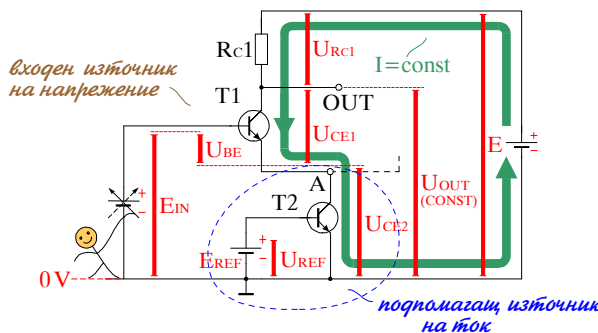 RC1
URC1
I=const
входен източник
на напрежение
T1
OUT
UCE1
UBE
E
+
−
A
EIN
+
−
T2
UOUT
(CONST)
UCE2
EREF
+
−
UREF
0V
подпомагащ източник
на ток